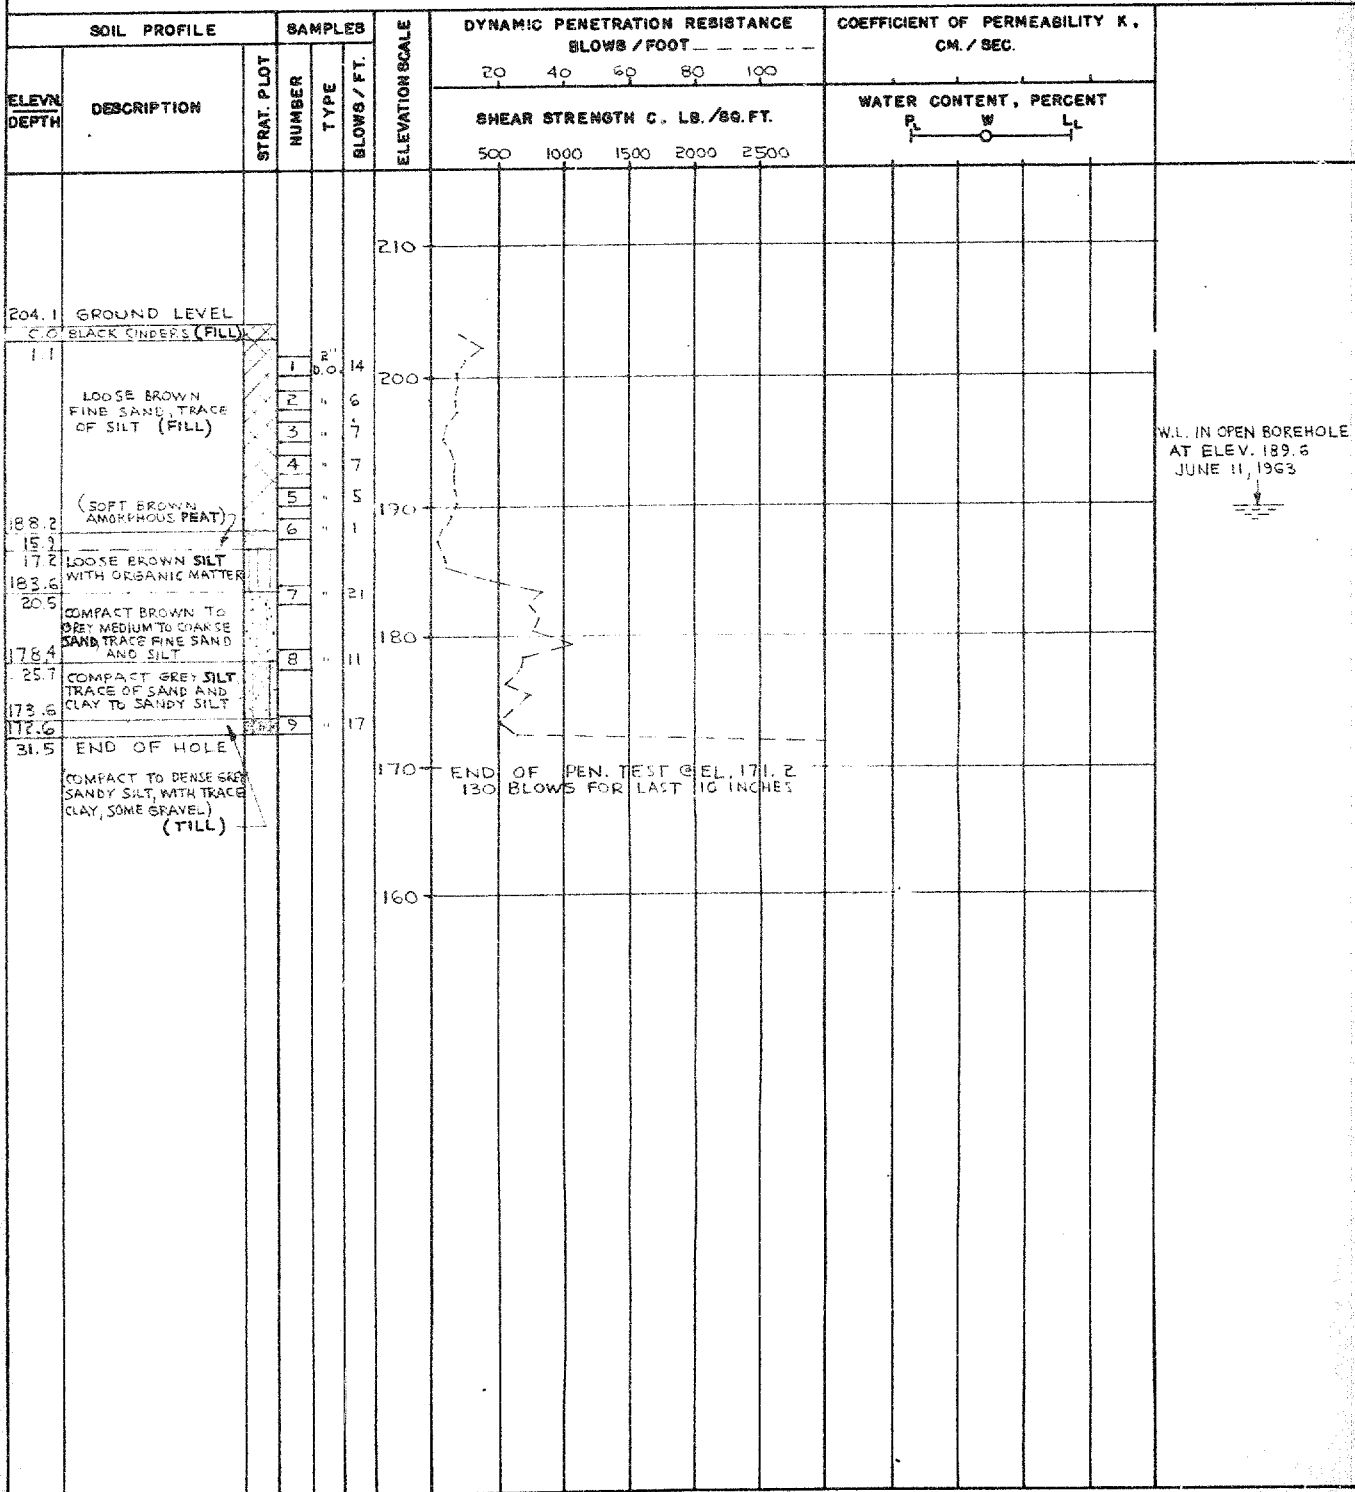 SOIL PROFILE
SAMPLES
ELEVATION SCALE
DYNAMIC PENETRATION RESISTANCE
BLOWS / FOOT
20 40 60 80 100
COEFFICIENT OF PERMEABILITY K,
CM. / SEC.
ELEVN
DEPTH
DESCRIPTION
STRAT. PLOT
NUMBER
TYPE
BLOWS / FT.
SHEAR STRENGTH C. LB./SQ.FT.
500 1000 1500 2000 2500
WATER CONTENT, PERCENT
PL W LL
210
204.1 GROUND LEVEL
0.0 BLACK CINDERS (FILL)
1.1
1 2" D.O. 14
200
LOOSE BROWN
FINE SAND, TRACE
OF SILT (FILL)
2 " 6
3 " 7
4 " 7
5 " 5
W.L. IN OPEN BOREHOLE
AT ELEV. 189.6
JUNE 11, 1963
190
(SOFT BROWN
AMORPHOUS PEAT)
188.2
15.9
6 " 1
17.2 LOOSE BROWN SILT
WITH ORGANIC MATTER
183.6
20.5
7 " 21
COMPACT BROWN TO
GREY MEDIUM TO COARSE
SAND, TRACE FINE SAND
AND SILT
180
178.4
8 " 11
25.7 COMPACT GREY SILT
TRACE OF SAND AND
CLAY TO SANDY SILT
173.6
172.6
9 " 17
31.5 END OF HOLE
170
END OF PEN. TEST @ EL. 171.2
130 BLOWS FOR LAST 10 INCHES
(COMPACT TO DENSE GREY
SANDY SILT, WITH TRACE
CLAY, SOME GRAVEL)
(TILL)
160